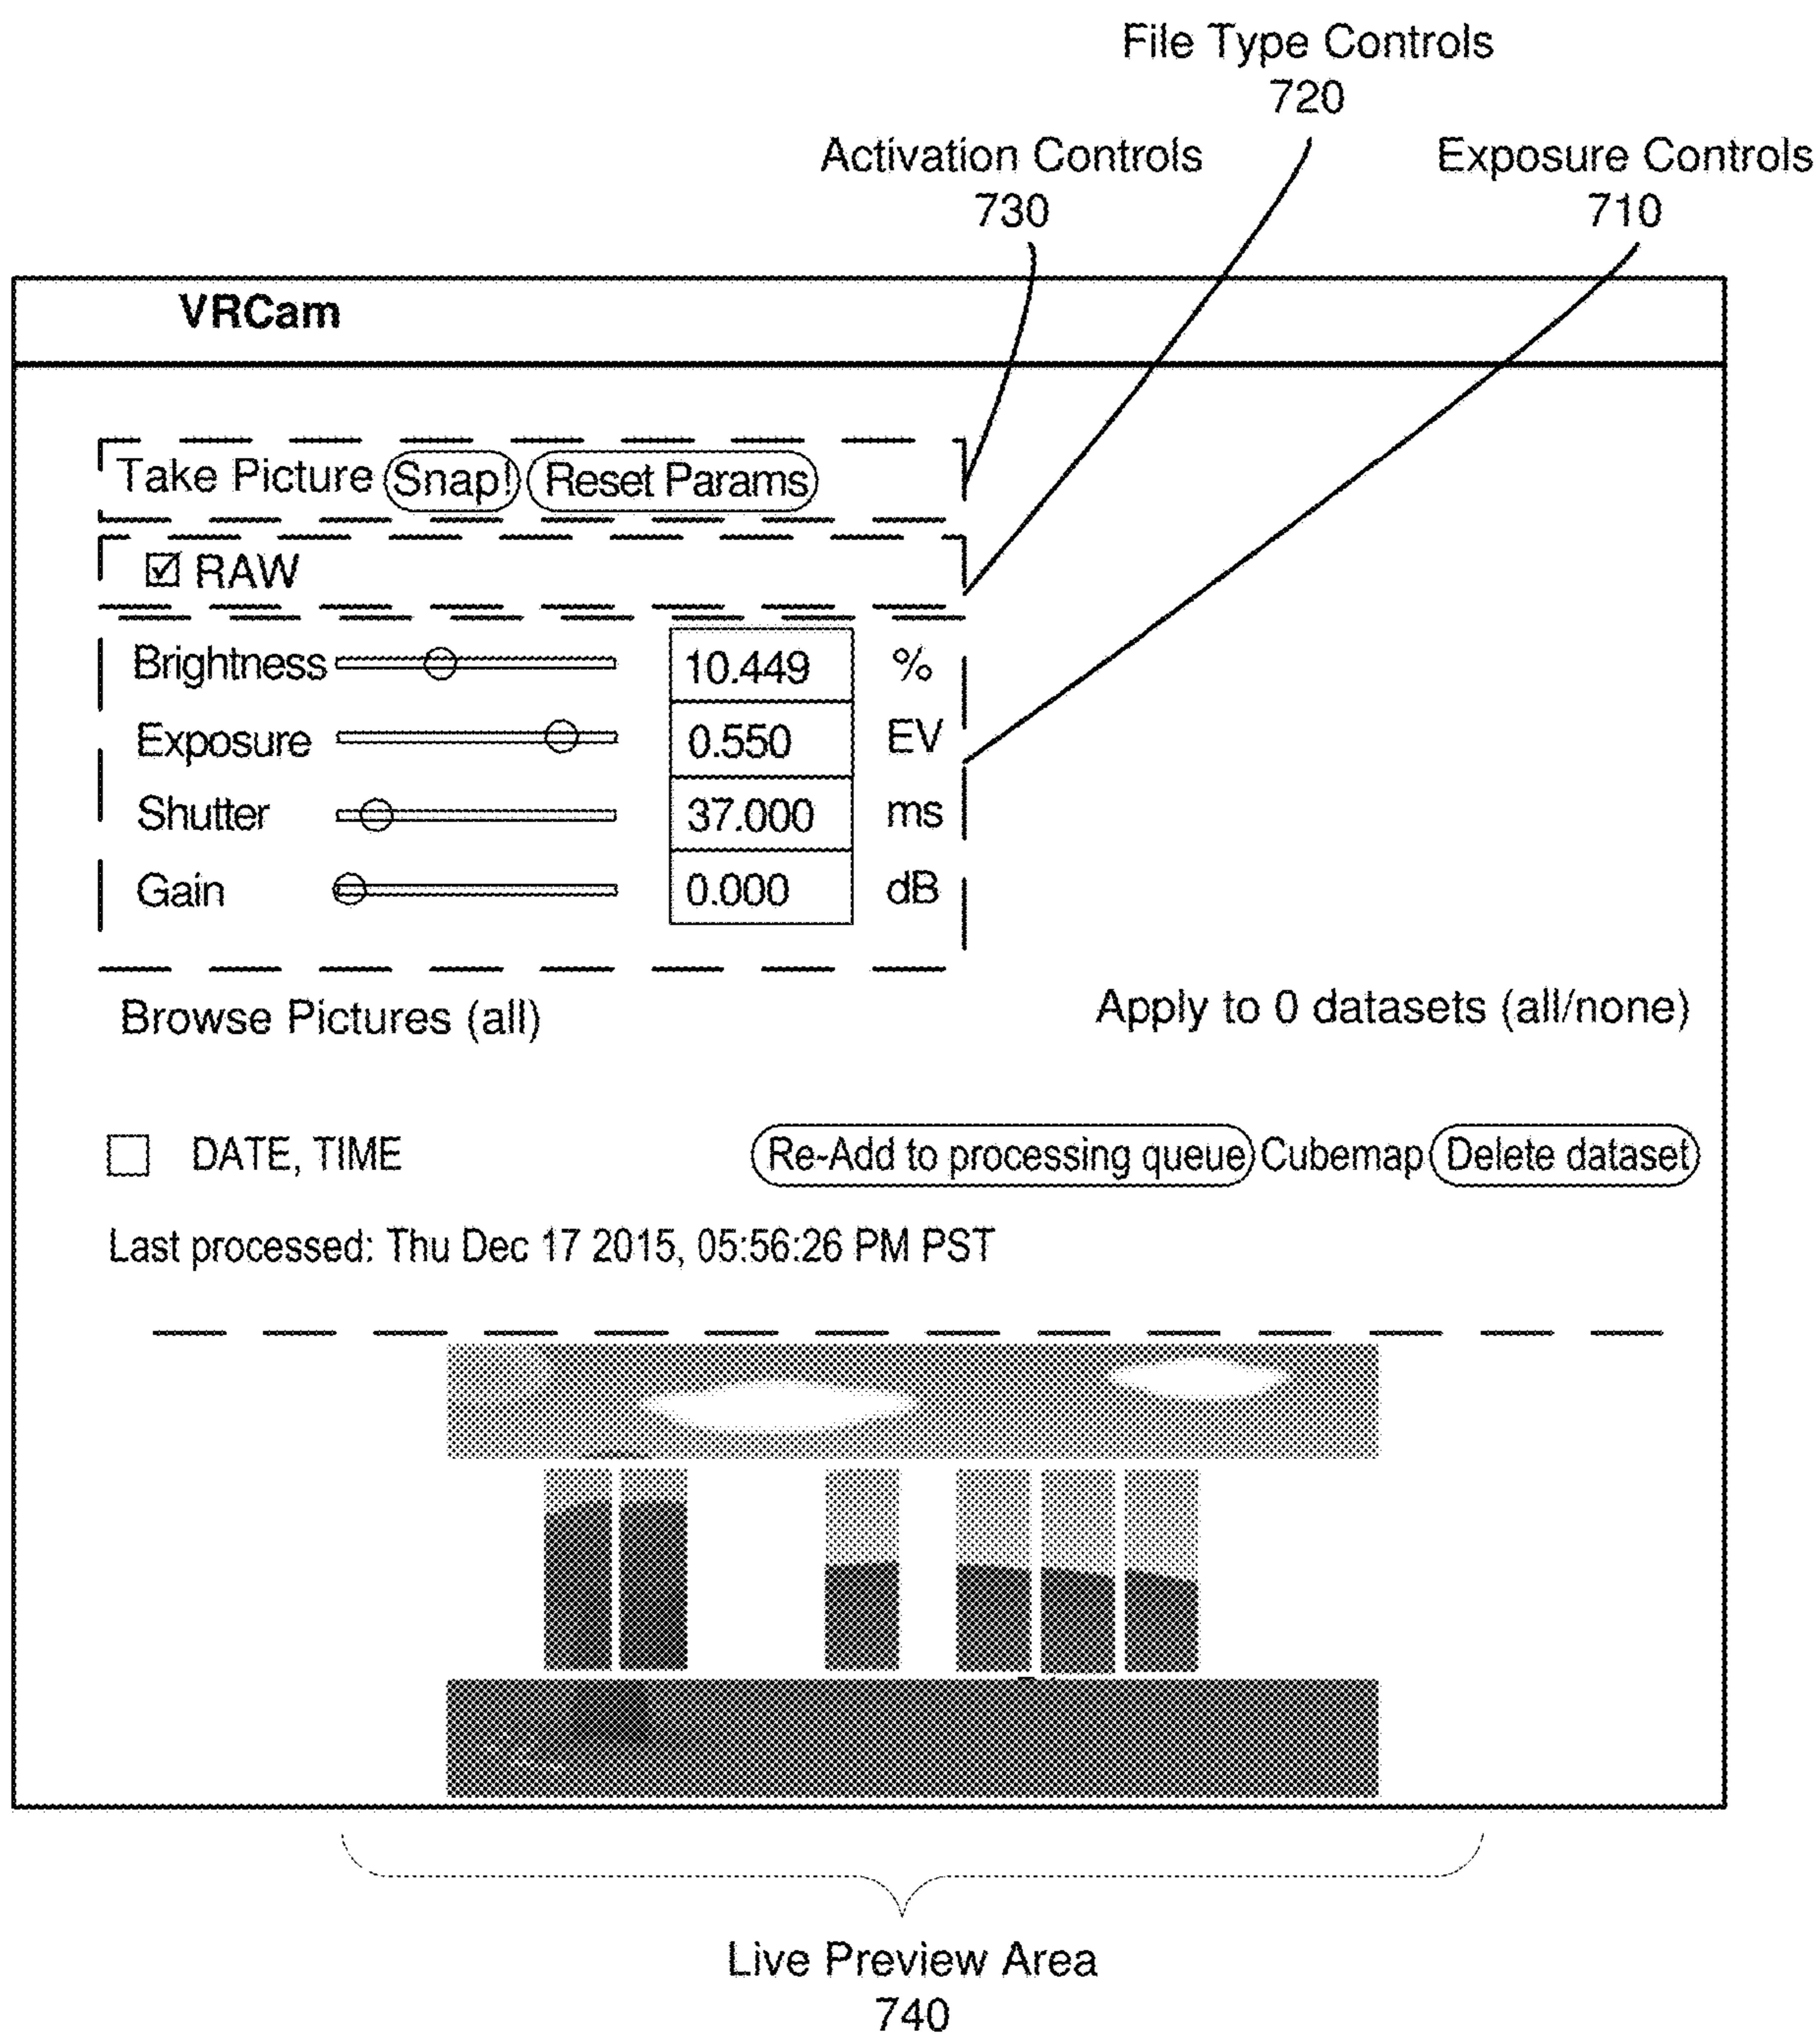 File Type Controls
720
Activation Controls
730
Exposure Controls
710
VRCam
Take Picture Snap! Reset Params
RAW
Brightness 10.449 %
Exposure 0.550 EV
Shutter 37.000 ms
Gain 0.000 dB
Browse Pictures (all) Apply to 0 datasets (all/none)
DATE, TIME Re-Add to processing queue Cubemap Delete dataset
Last processed: Thu Dec 17 2015, 05:56:26 PM PST
Live Preview Area
740